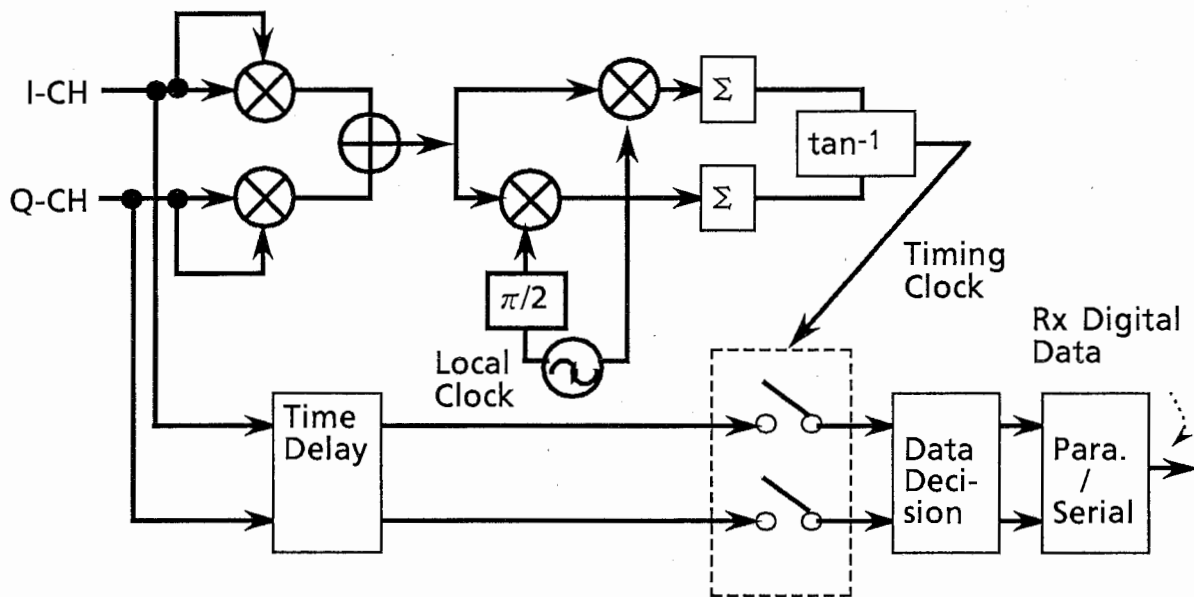 I-CH
Q-CH
Σ
Σ
tan-1
π/2
Local
Clock
Timing
Clock
Rx Digital
Data
Time
Delay
Data
Deci-
sion
Para.
/
Serial